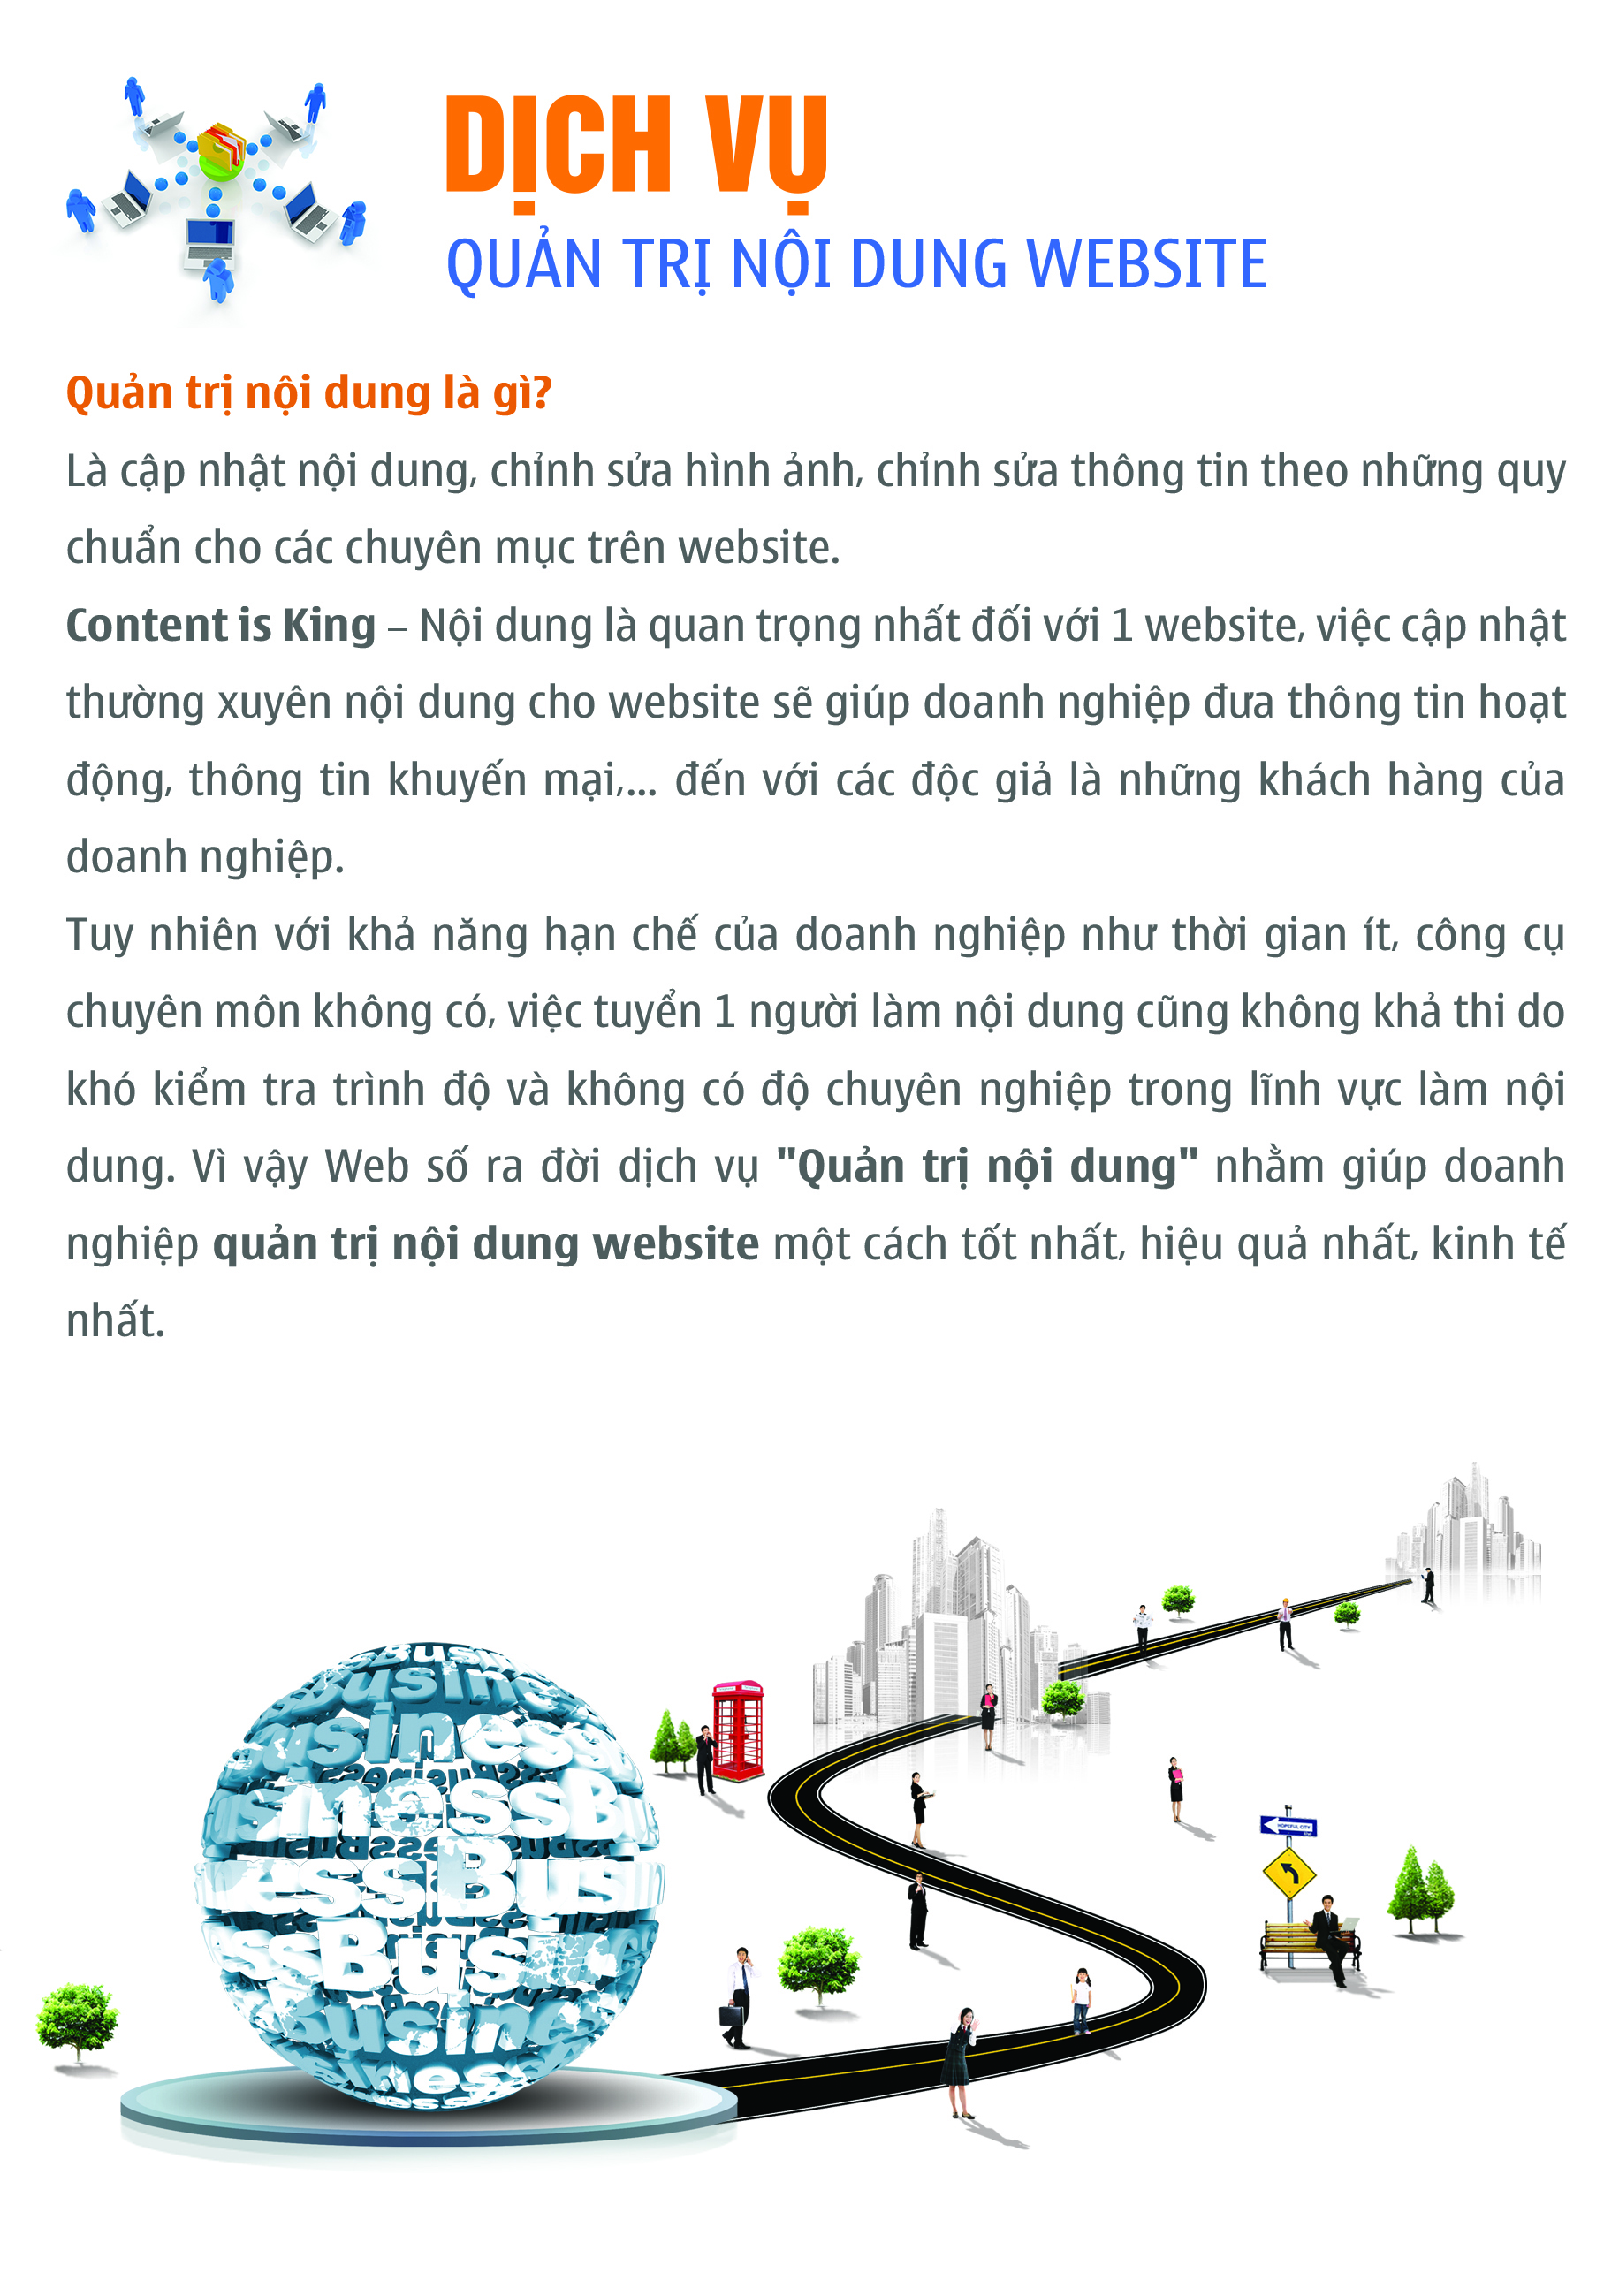 DỊCH VỤ
QUẢN TRỊ NỘI DUNG WEBSITE
Quản trị nội dung là gì?
Là cập nhật nội dung, chỉnh sửa hình ảnh, chỉnh sửa thông tin theo những quy
chuẩn cho các chuyên mục trên website.
Content is King – Nội dung là quan trọng nhất đối với 1 website, việc cập nhật
thường xuyên nội dung cho website sẽ giúp doanh nghiệp đưa thông tin hoạt
động, thông tin khuyến mại,... đến với các độc giả là những khách hàng của
doanh nghiệp.
Tuy nhiên với khả năng hạn chế của doanh nghiệp như thời gian ít, công cụ
chuyên môn không có, việc tuyển 1 người làm nội dung cũng không khả thi do
khó kiểm tra trình độ và không có độ chuyên nghiệp trong lĩnh vực làm nội
dung. Vì vậy Web số ra đời dịch vụ "Quản trị nội dung" nhằm giúp doanh
nghiệp quản trị nội dung website một cách tốt nhất, hiệu quả nhất, kinh tế
nhất.
ssBusin
Business
Business
inessB
essBusi
ssBusi
Busin
siness
HOPEFUL CITY